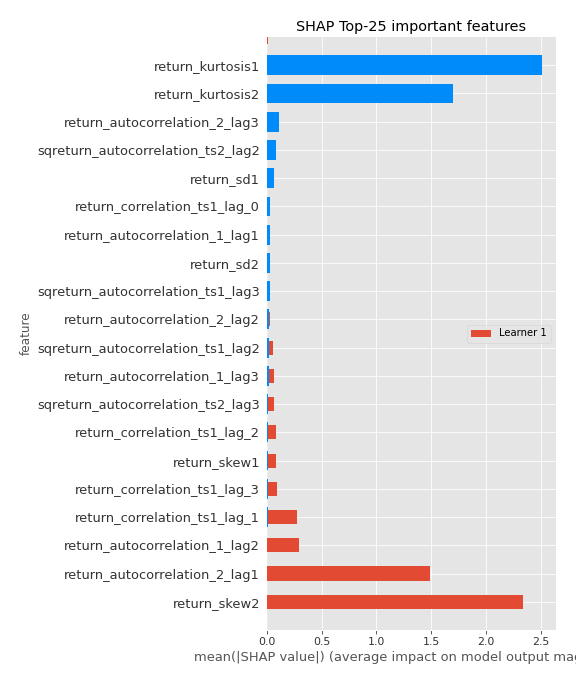 SHAP Top-25 important features
return_kurtosis1
return_kurtosis2
return_autocorrelation_2_lag3
sqreturn_autocorrelation_ts2_lag2
return_sd1
return_correlation_ts1_lag_0
return_autocorrelation_1_lag1
return_sd2
sqreturn_autocorrelation_ts1_lag3
return_autocorrelation_2_lag2
sqreturn_autocorrelation_ts1_lag2
return_autocorrelation_1_lag3
sqreturn_autocorrelation_ts2_lag3
return_correlation_ts1_lag_2
return_skew1
return_correlation_ts1_lag_3
return_correlation_ts1_lag_1
return_autocorrelation_1_lag2
return_autocorrelation_2_lag1
return_skew2
feature
Learner 1
0.0 0.5 1.0 1.5 2.0 2.5
mean(|SHAP value|) (average impact on model output mag